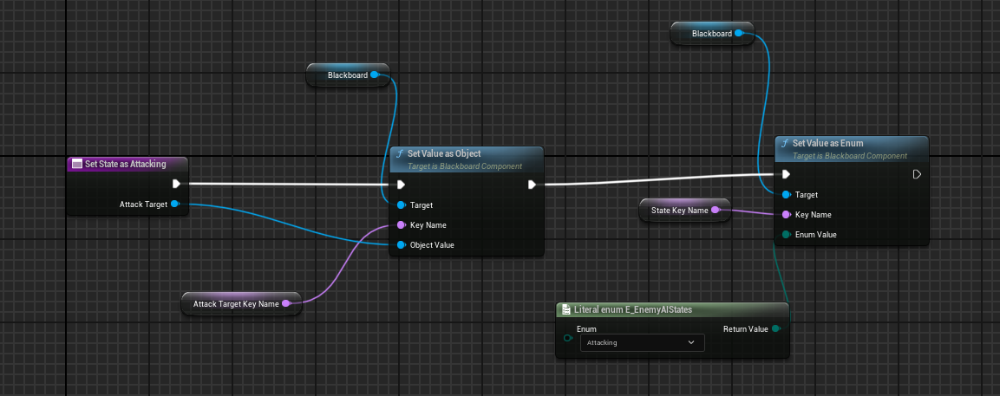 Blackboard
Blackboard
Set State as Attacking
Attack Target
Set Value as Object
Target is Blackboard Component
Target
Key Name
Object Value
Attack Target Key Name
Set Value as Enum
Target is Blackboard Component
Target
State Key Name
Key Name
Enum Value
Literal enum E_EnemyAIStates
Enum
Return Value
Attacking